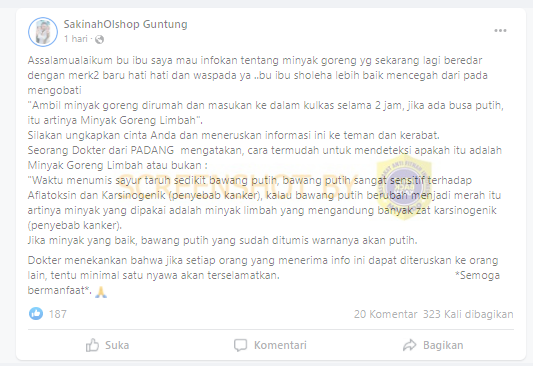 SakinahOlshop Guntung
1 hari ·
Assalamualaikum bu ibu saya mau infokan tentang minyak goreng yg sekarang lagi beredar
dengan merk2 baru hati hati dan waspada ya ..bu ibu sholeha lebih baik mencegah dari pada
mengobati
"Ambil minyak goreng dirumah dan masukan ke dalam kulkas selama 2 jam, jika ada busa putih,
itu artinya Minyak Goreng Limbah".
Silakan ungkapkan cinta Anda dan meneruskan informasi ini ke teman dan kerabat.
Seorang Dokter dari PADANG mengatakan, cara termudah untuk mendeteksi apakah itu adalah
Minyak Goreng Limbah atau bukan :
"Waktu menumis sayur taruh sedikit bawang putih, bawang putih sangat sensitif terhadap
Aflatoksin dan Karsinogenik (penyebab kanker), kalau bawang putih berubah menjadi merah itu
artinya minyak yang dipakai adalah minyak limbah yang mengandung banyak zat karsinogenik
(penyebab kanker).
Jika minyak yang baik, bawang putih yang sudah ditumis warnanya akan putih.
Dokter menekankan bahwa jika setiap orang yang menerima info ini dapat diteruskan ke orang
lain, tentu minimal satu nyawa akan terselamatkan. *Semoga
bermanfaat*. 🙏
187
20 Komentar 323 Kali dibagikan
Suka
Komentari
Bagikan
SCREENSHOT BY